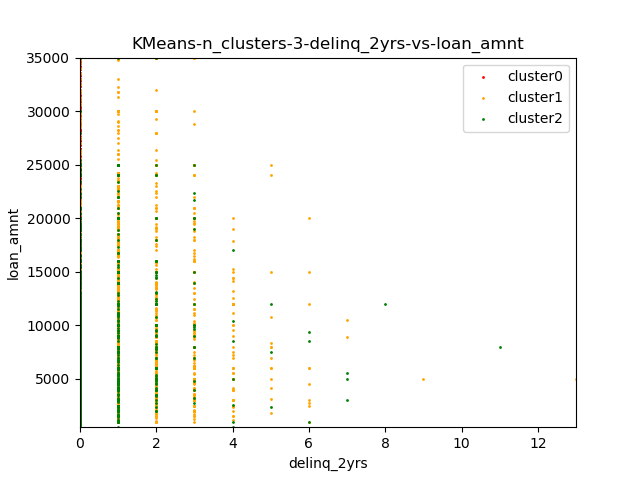 KMeans-n_clusters-3-delinq_2yrs-vs-loan_amnt
35000
30000
25000
20000
15000
10000
5000
loan_amnt
cluster0
cluster1
cluster2
0 2 4 6 8 10 12
delinq_2yrs